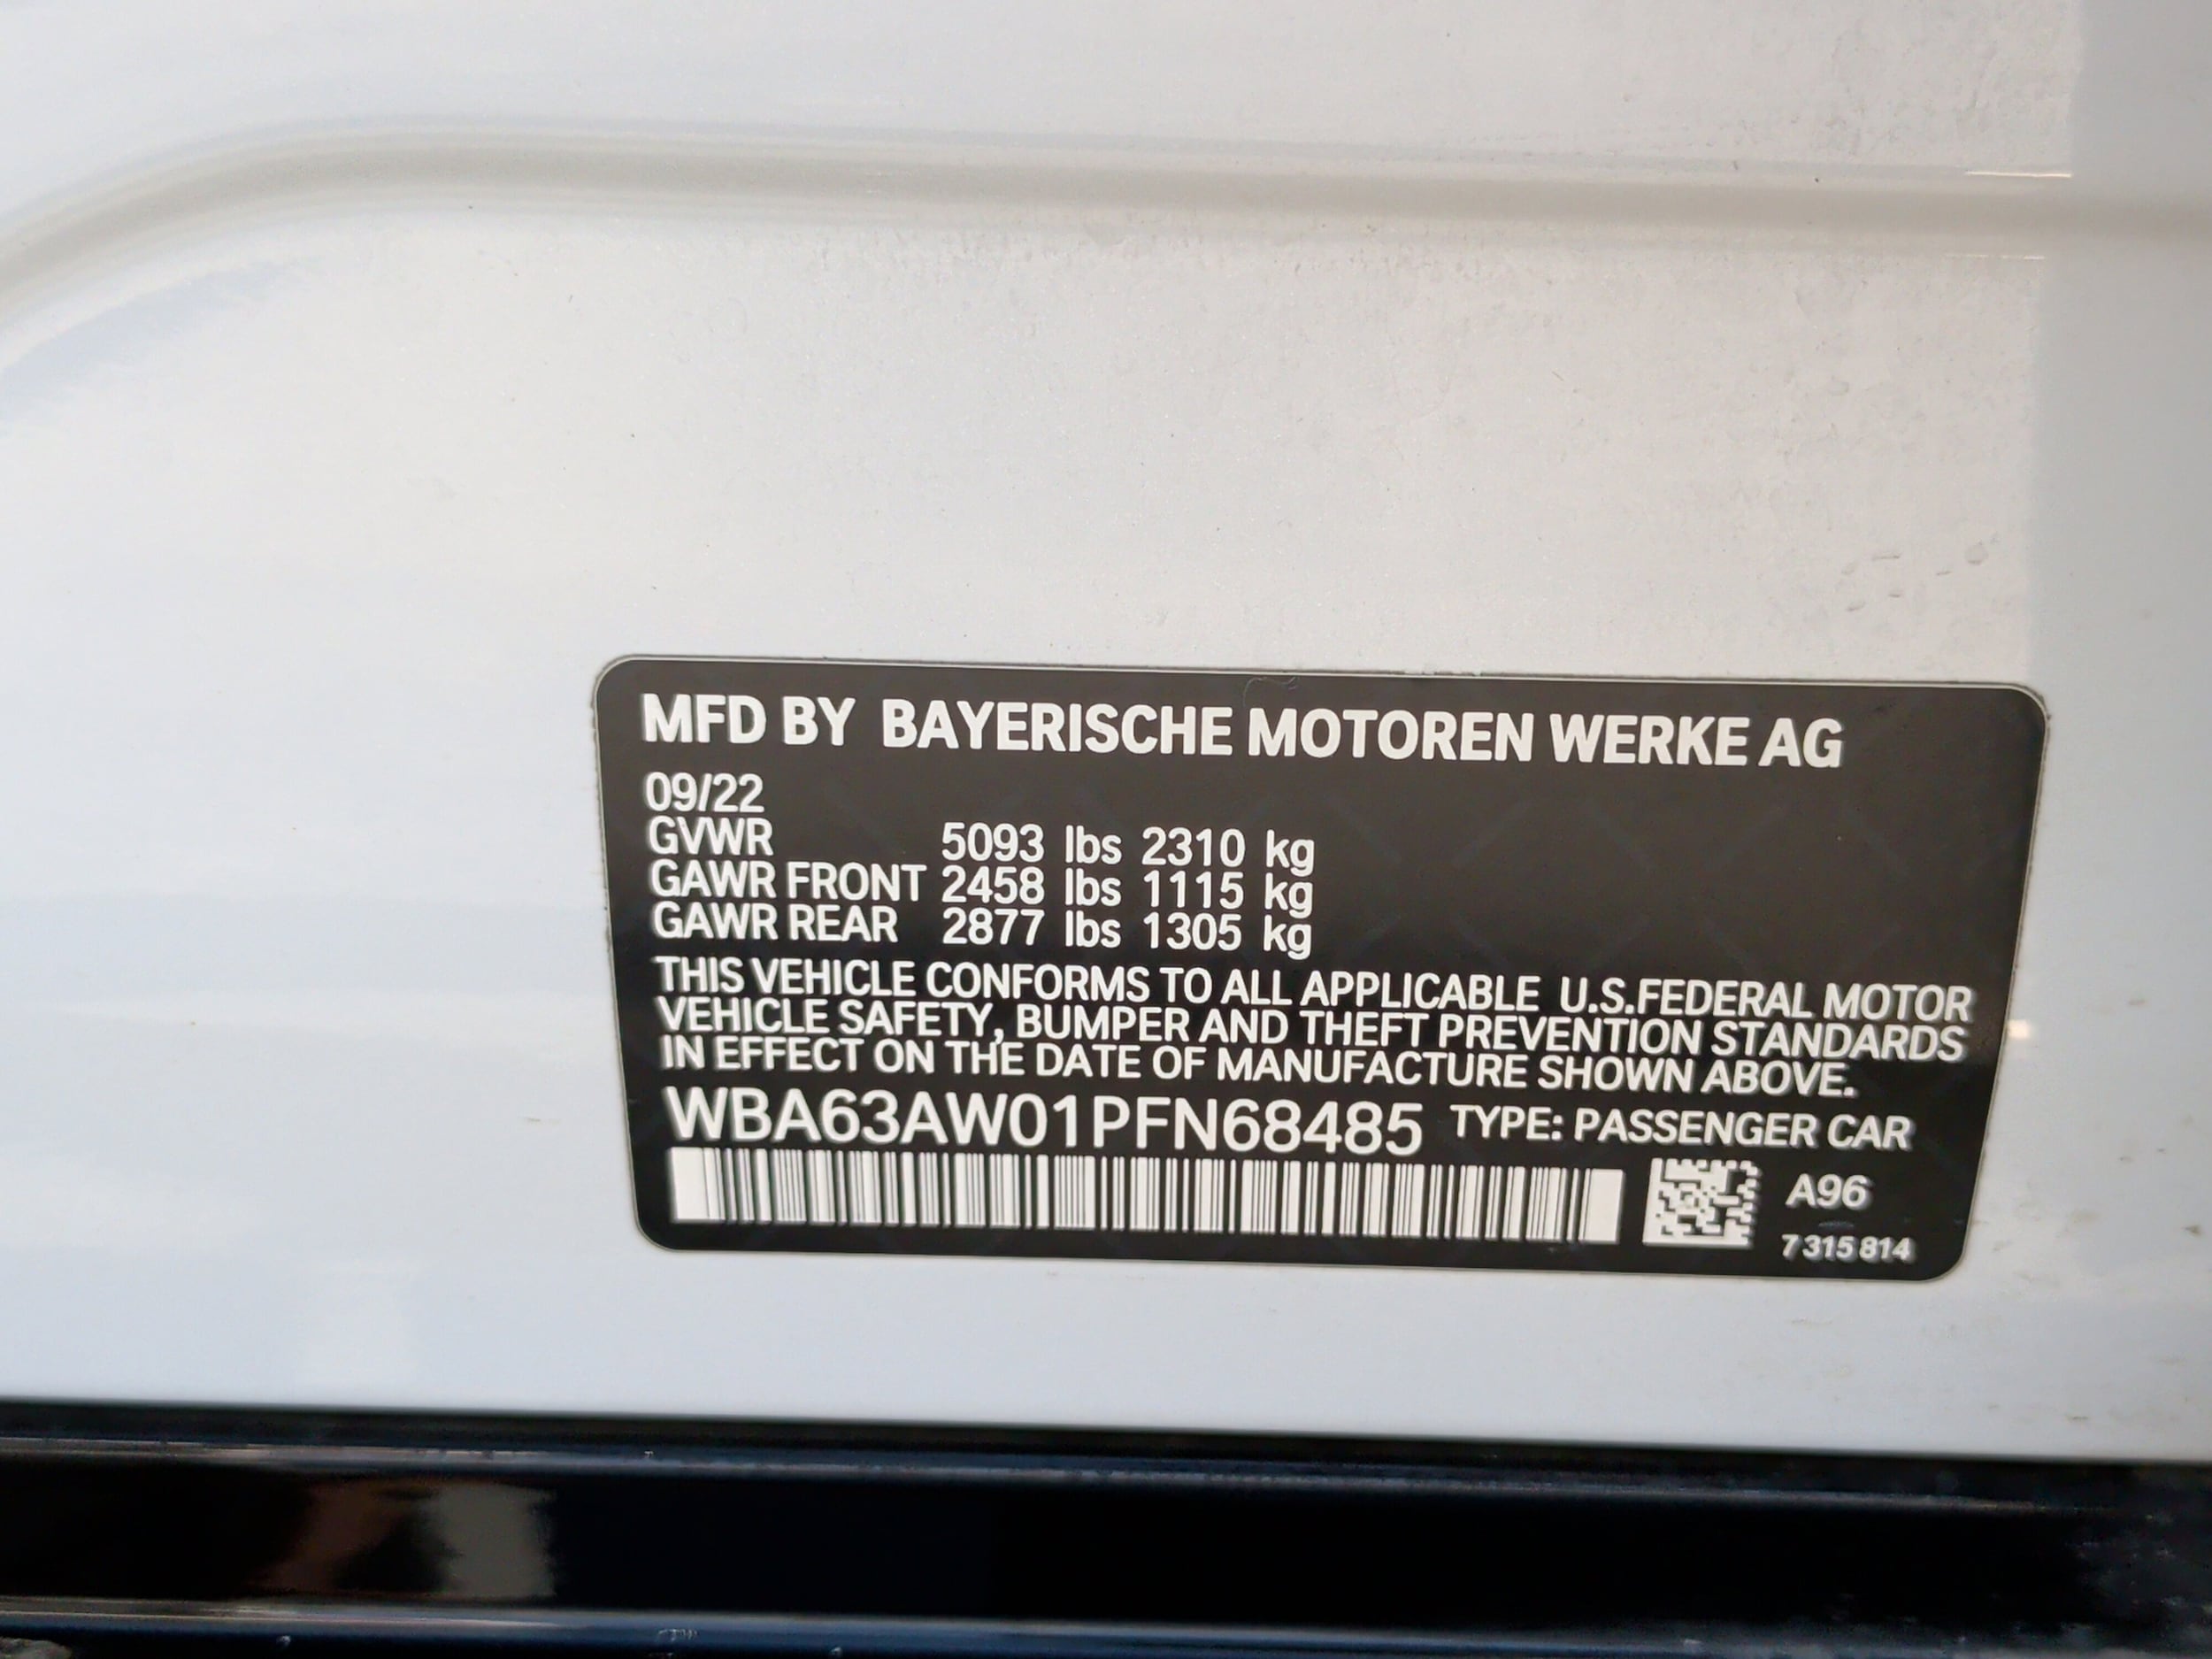 MFD BY BAYERISCHE MOTOREN WERKE AG
09/22
GVWR 5093 lbs 2310 kg
GAWR FRONT 2458 lbs 1115 kg
GAWR REAR 2877 lbs 1305 kg
THIS VEHICLE CONFORMS TO ALL APPLICABLE U.S.FEDERAL MOTOR
VEHICLE SAFETY, BUMPER AND THEFT PREVENTION STANDARDS
IN EFFECT ON THE DATE OF MANUFACTURE SHOWN ABOVE.
WBA63AW01PFN68485 TYPE: PASSENGER CAR
A96
7 315 814